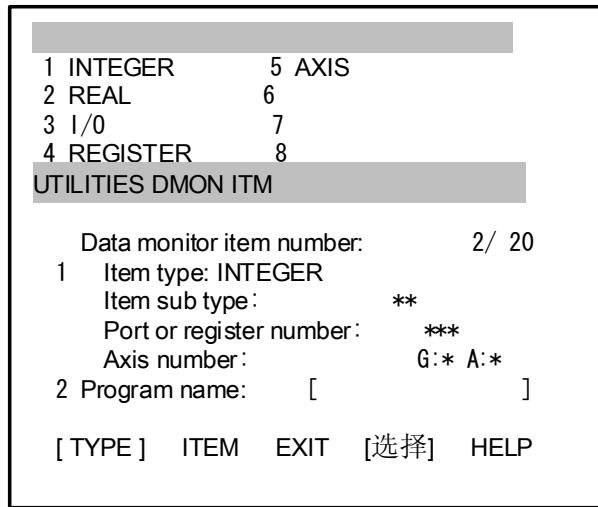 1 INTEGER 5 AXIS
2 REAL 6
3 I/O 7
4 REGISTER 8
UTILITIES DMON ITM
Data monitor item number: 2/ 20
1 Item type: INTEGER
Item sub type: **
Port or register number: ***
Axis number: G:* A:*
2 Program name: [ ]
[ TYPE ] ITEM EXIT [选择] HELP